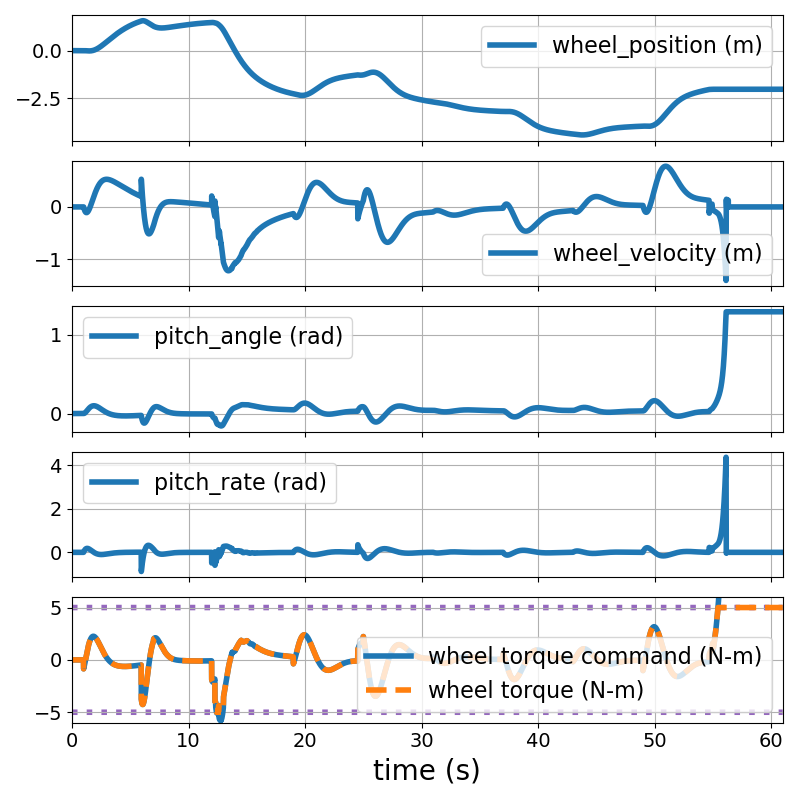 0.0
−2.5
wheel_position (m)
0
−1
wheel_velocity (m)
1
0
pitch_angle (rad)
4
2
0
pitch_rate (rad)
5
0
−5
wheel torque command (N-m)
wheel torque (N-m)
0 10 20 30 40 50 60
time (s)